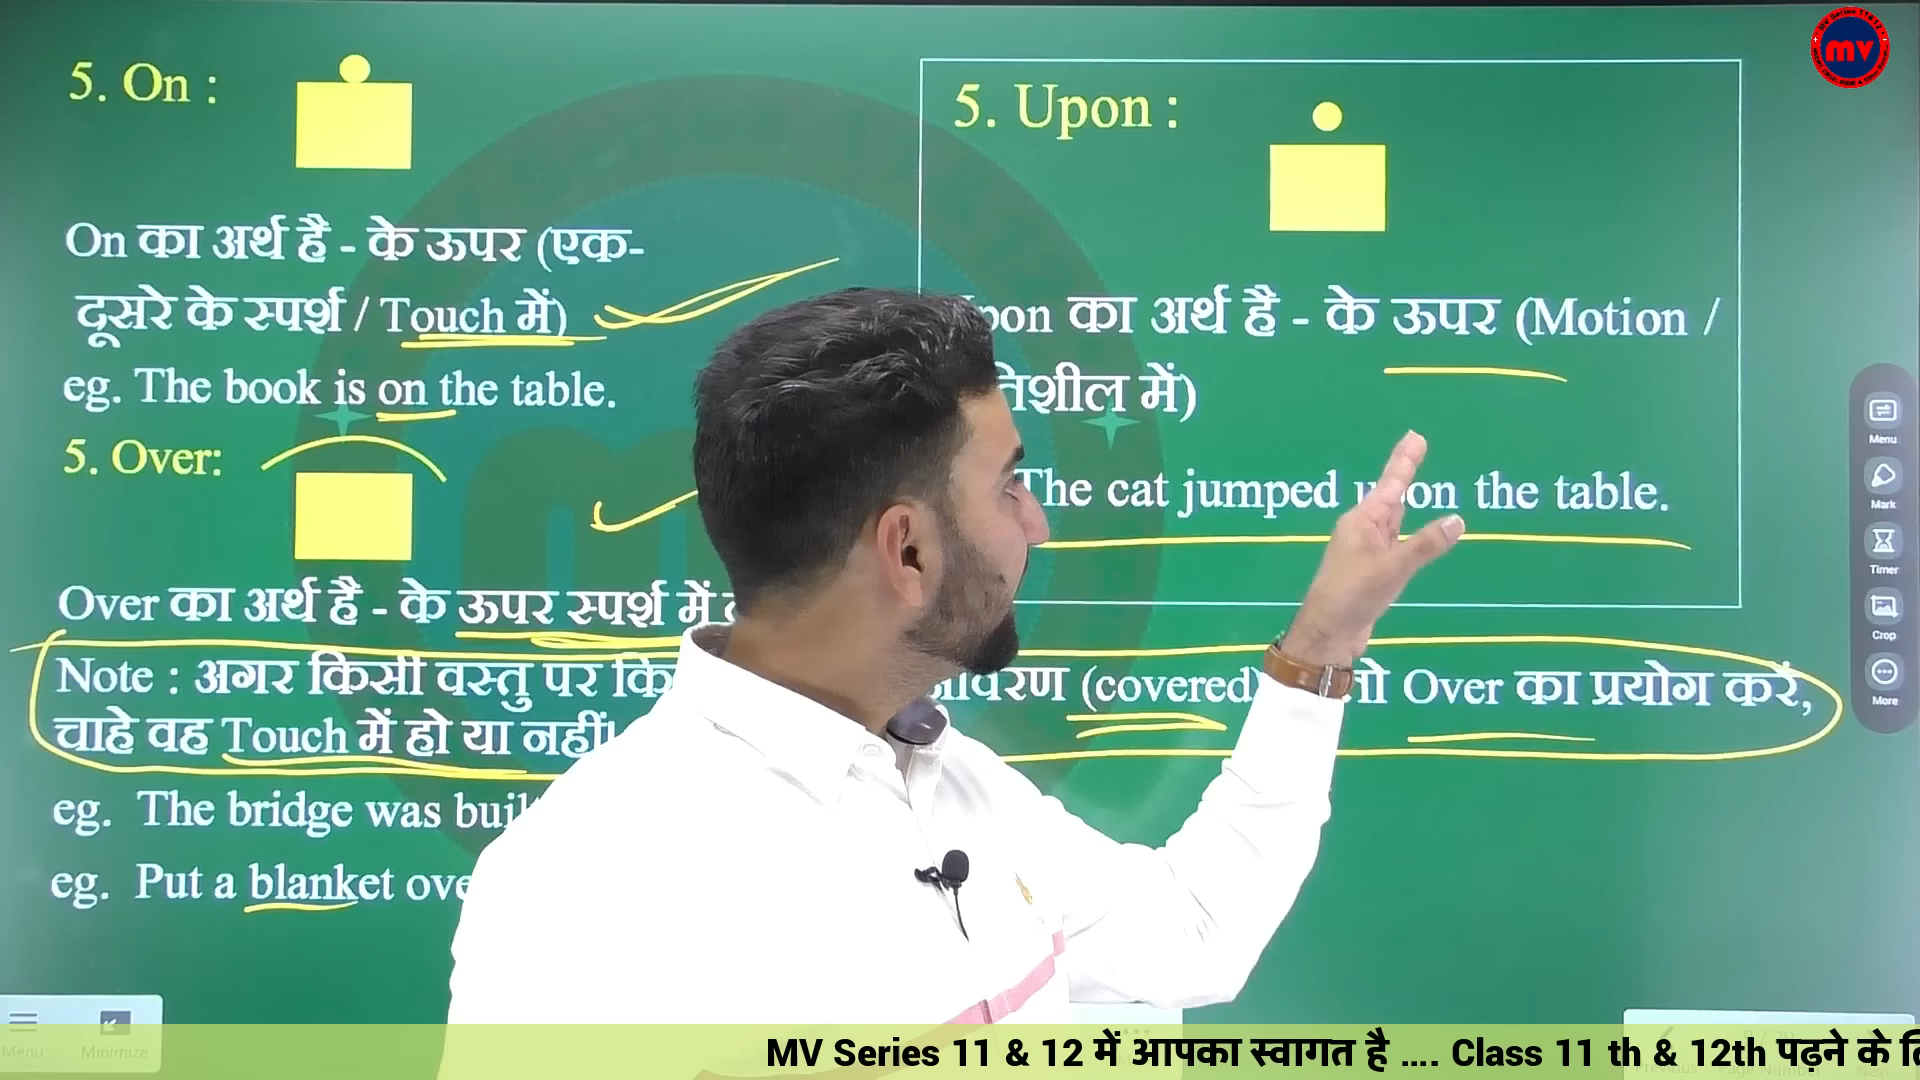 5. On :
On का अर्थ है - के ऊपर (एक-
दूसरे के स्पर्श / Touch में)
eg. The book is on the table.
5. Over:
Over का अर्थ है - के ऊपर स्पर्श में
5. Upon :
का अर्थ है - के ऊपर (Motion /
में)
The cat jumped the table.
Note : अगर किसी वस्तु पर (covered) Over का प्रयोग करें,
चाहे वह Touch में हो या नहीं।
eg. The bridge was
eg. Put a blanket
mv
Menu
Mark
Timer
Crop
More
Menu
Minimize
MV Series 11 & 12 में आपका स्वागत है .... Class 11 th & 12th पढ़ने के